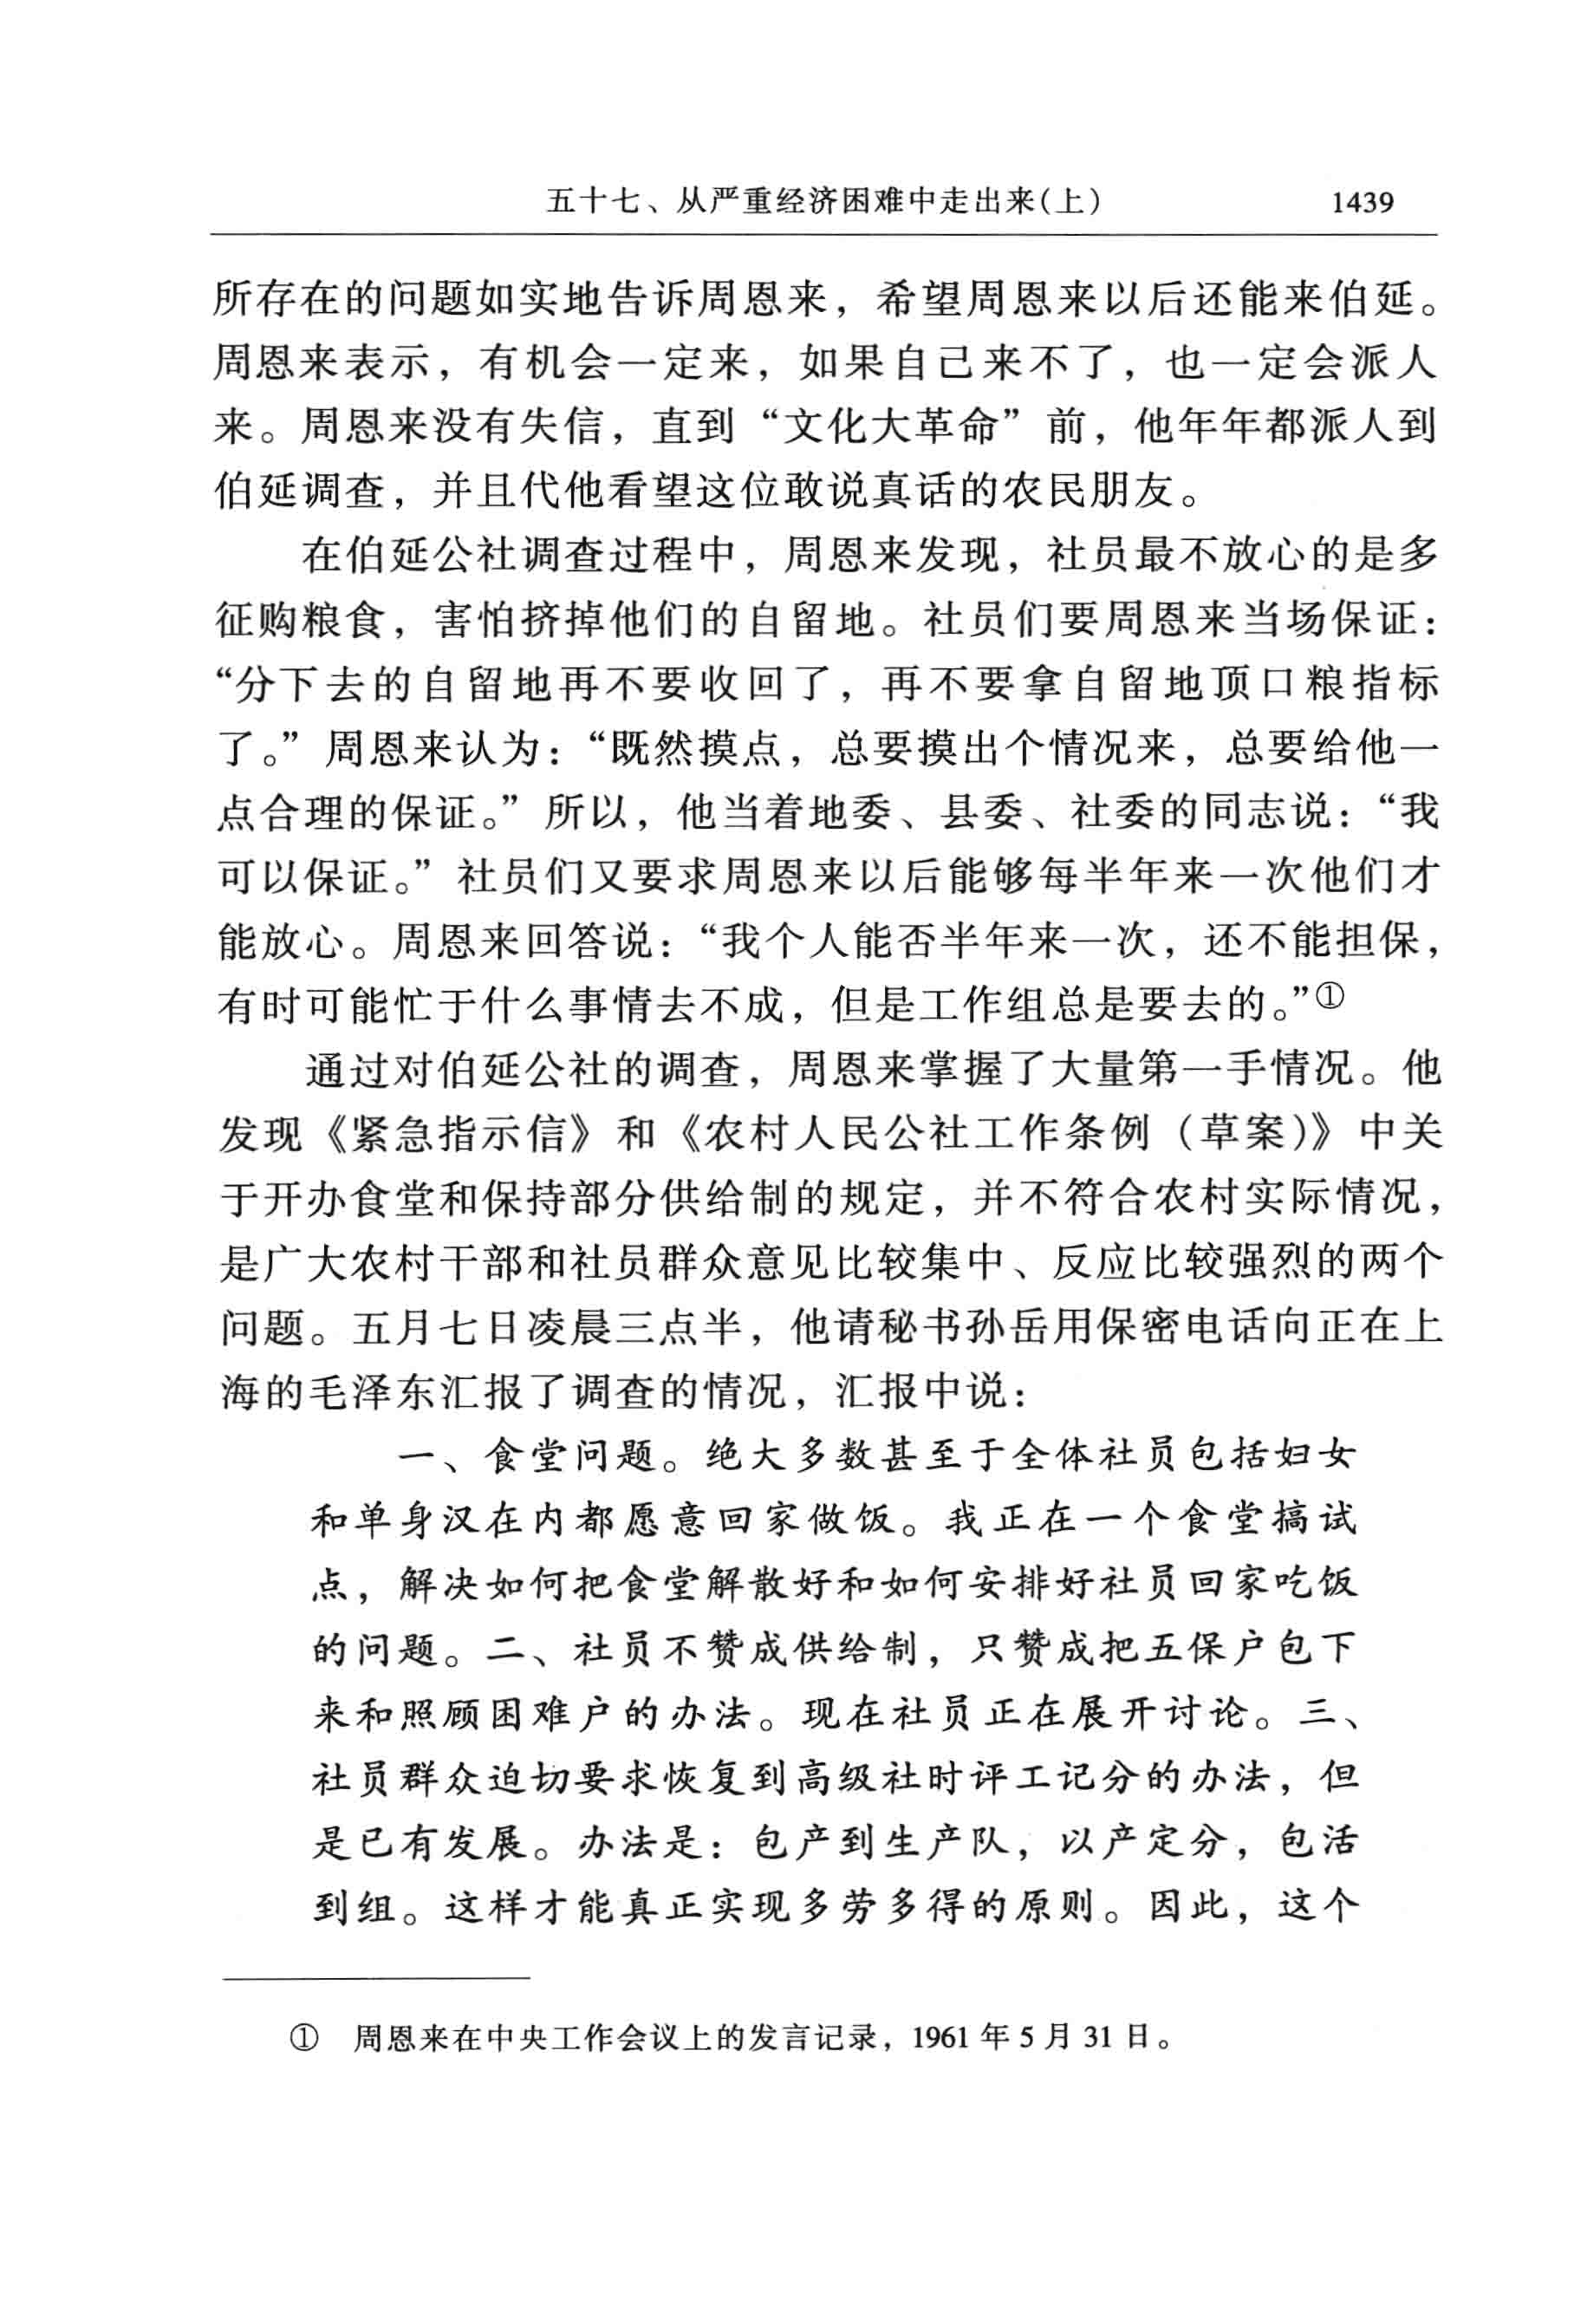 五十七、从严重经济困难中走出来(上) 1439
所存在的问题如实地告诉周恩来，希望周恩来以后还能来伯延。
周恩来表示，有机会一定来，如果自己来不了，也一定会派人
来。周恩来没有失信，直到“文化大革命”前，他年年都派人到
伯延调查，并且代他看望这位敢说真话的农民朋友。
在伯延公社调查过程中，周恩来发现，社员最不放心的是多
征购粮食，害怕挤掉他们的自留地。社员们要周恩来当场保证：
“分下去的自留地再不要收回了，再不要拿自留地顶口粮指标
了。”周恩来认为：“既然摸点，总要摸出个情况来，总要给他一
点合理的保证。”所以，他当着地委、县委、社委的同志说：“我
可以保证。”社员们又要求周恩来以后能够每半年来一次他们才
能放心。周恩来回答说：“我个人能否半年来一次，还不能担保，
有时可能忙于什么事情去不成，但是工作组总是要去的。”①
通过对伯延公社的调查，周恩来掌握了大量第一手情况。他
发现《紧急指示信》和《农村人民公社工作条例（草案）》中关
于开办食堂和保持部分供给制的规定，并不符合农村实际情况，
是广大农村干部和社员群众意见比较集中、反应比较强烈的两个
问题。五月七日凌晨三点半，他请秘书孙岳用保密电话向正在上
海的毛泽东汇报了调查的情况，汇报中说：
一、食堂问题。绝大多数甚至于全体社员包括妇女
和单身汉在内都愿意回家做饭。我正在一个食堂搞试
点，解决如何把食堂解散好和如何安排好社员回家吃饭
的问题。二、社员不赞成供给制，只赞成把五保户包下
来和照顾困难户的办法。现在社员正在展开讨论。三、
社员群众迫切要求恢复到高级社时评工记分的办法，但
是已有发展。办法是：包产到生产队，以产定分，包活
到组。这样才能真正实现多劳多得的原则。因此，这个
① 周恩来在中央工作会议上的发言记录，1961 年 5 月 31 日。